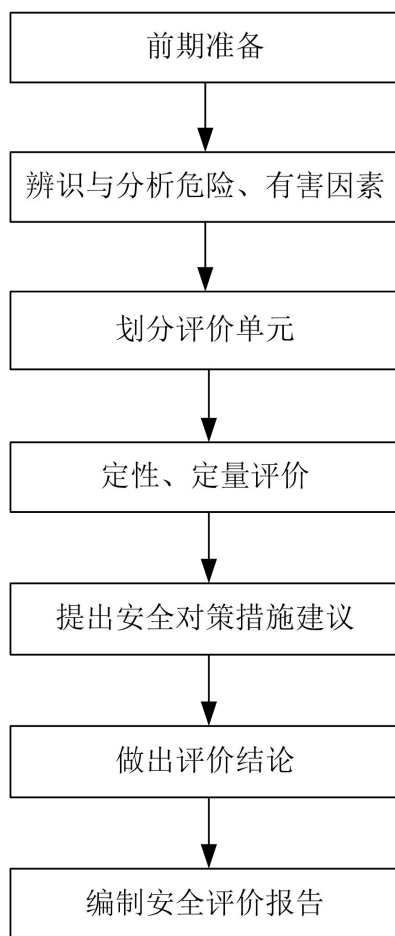 前期准备
辨识与分析危险、有害因素
划分评价单元
定性、定量评价
提出安全对策措施建议
做出评价结论
编制安全评价报告